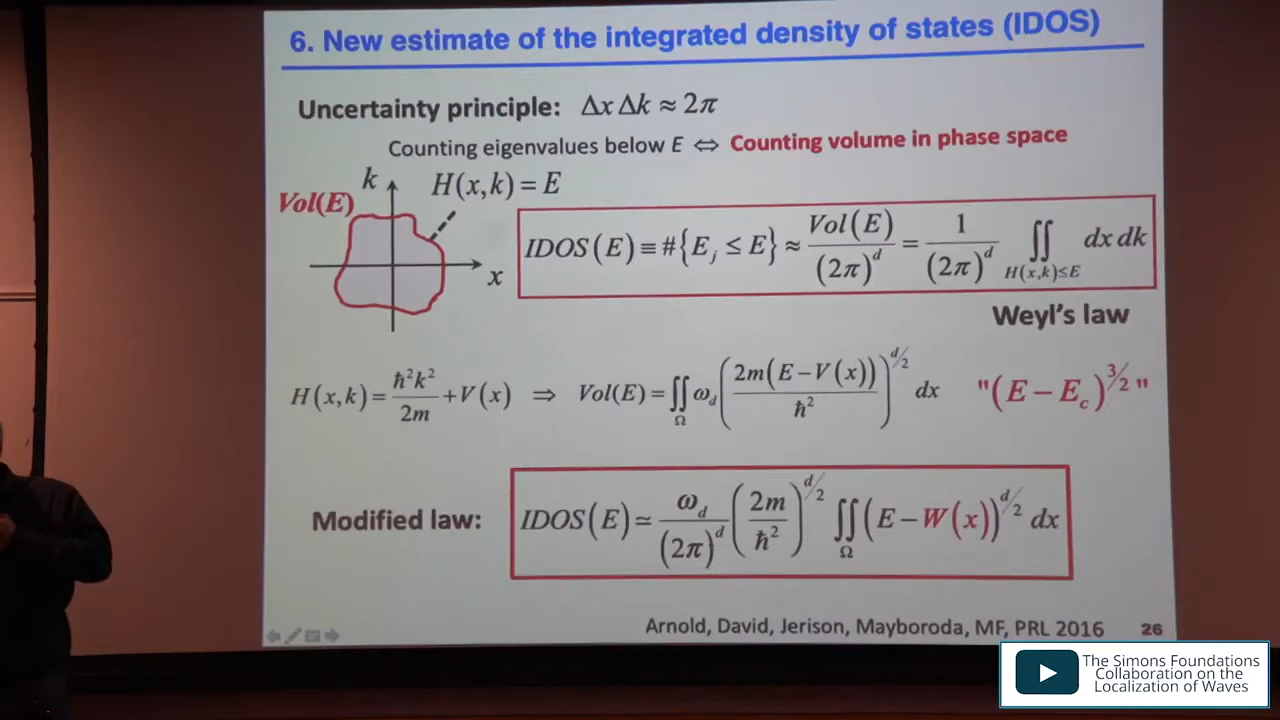 6. New estimate of the integrated density of states (IDOS)
Uncertainty principle: Δx Δk ≈ 2π
Counting eigenvalues below E ⇔ Counting volume in phase space
k
H(x,k) = E
Vol(E)
x
IDOS(E) ≡ #{E_j ≤ E} ≈ Vol(E)/(2π)^d = 1/(2π)^d ∬_{H(x,k)≤E} dx dk
Weyl's law
H(x,k) = ħ²k²/2m + V(x) ⇒ Vol(E) = ∬_Ω ω_d (2m(E−V(x))/ħ²)^{d/2} dx "(E − E_c)^{3/2}"
Modified law: IDOS(E) ≃ ω_d/(2π)^d (2m/ħ²)^{d/2} ∬_Ω (E − W(x))^{d/2} dx
Arnold, David, Jerison, Mayboroda, MF, PRL 2016 26
The Simons Foundations
Collaboration on the
Localization of Waves